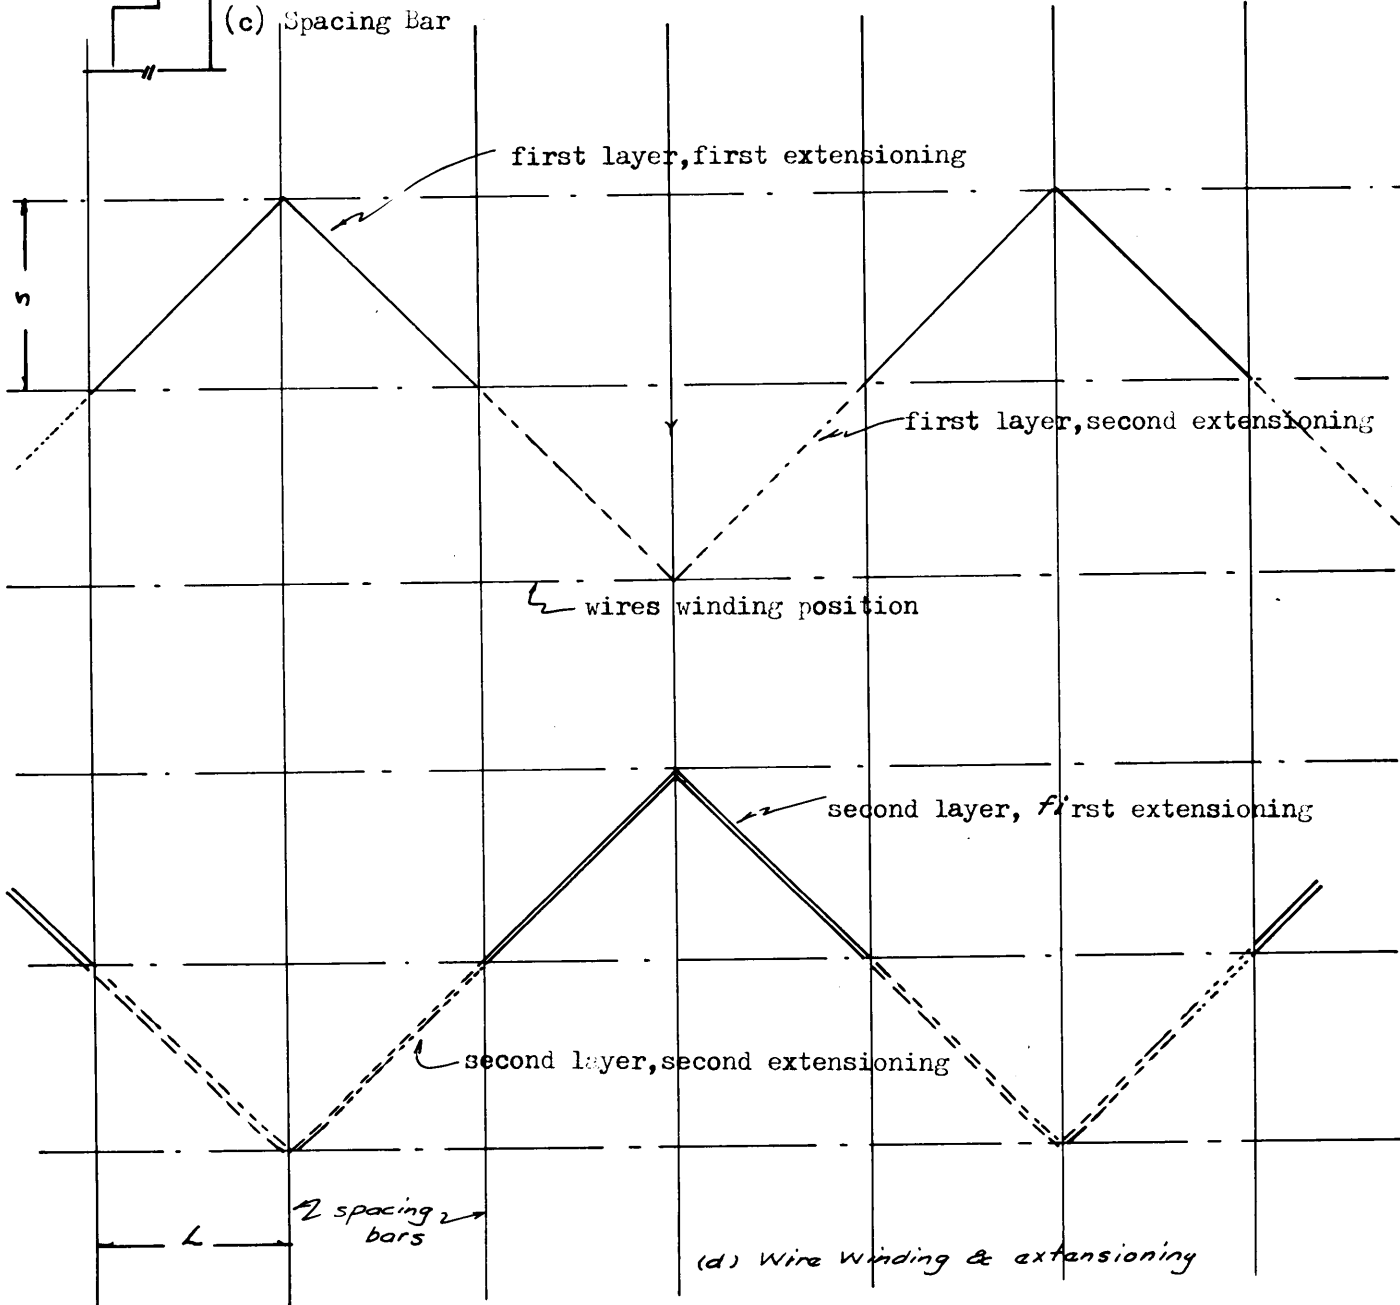 (c) Spacing Bar
first layer, first extensioning
s
first layer, second extensioning
wires winding position
second layer, first extensioning
second layer, second extensioning
spacing
bars
L
(d) Wire Winding & extensioning